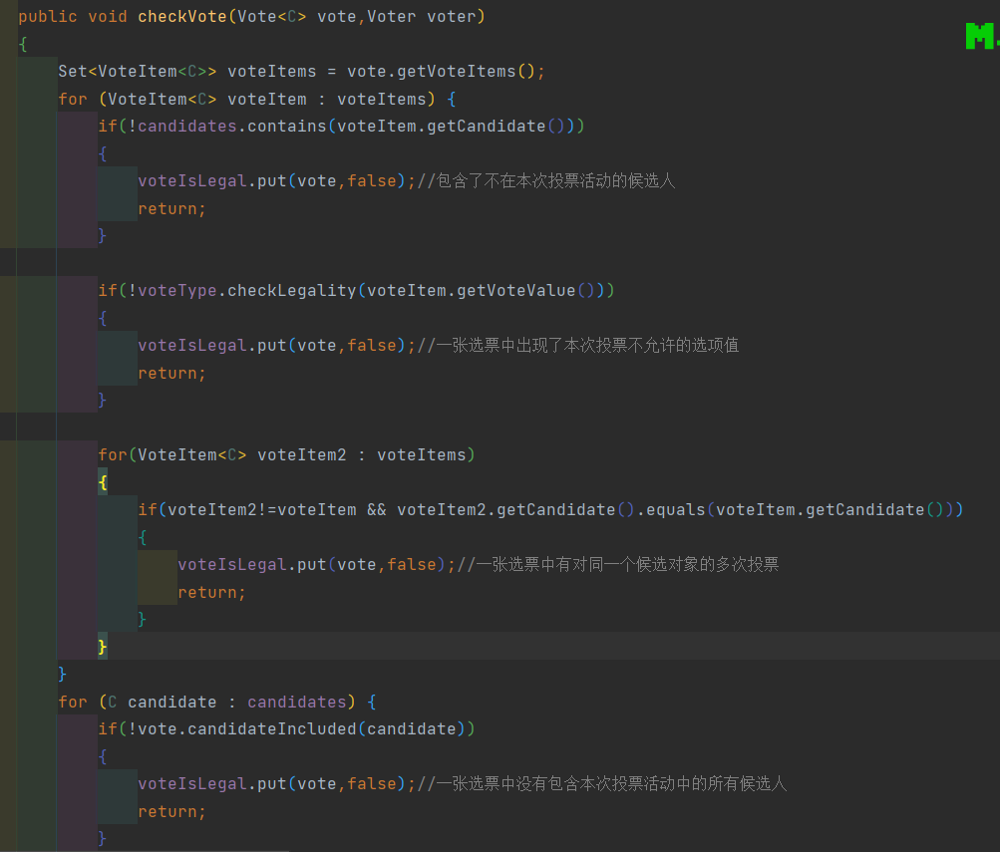 public void checkVote(Vote<C> vote,Voter voter)
{
Set<VoteItem<C>> voteItems = vote.getVoteItems();
for (VoteItem<C> voteItem : voteItems) {
if(!candidates.contains(voteItem.getCandidate()))
{
voteIsLegal.put(vote,false);//包含了不在本次投票活动的候选人
return;
}
if(!voteType.checkLegality(voteItem.getVoteValue()))
{
voteIsLegal.put(vote,false);//一张选票中出现了本次投票不允许的选项值
return;
}
for(VoteItem<C> voteItem2 : voteItems)
{
if(voteItem2!=voteItem && voteItem2.getCandidate().equals(voteItem.getCandidate()))
{
voteIsLegal.put(vote,false);//一张选票中有对同一个候选对象的多次投票
return;
}
}
}
for (C candidate : candidates) {
if(!vote.candidateIncluded(candidate))
{
voteIsLegal.put(vote,false);//一张选票中没有包含本次投票活动中的所有候选人
return;
}